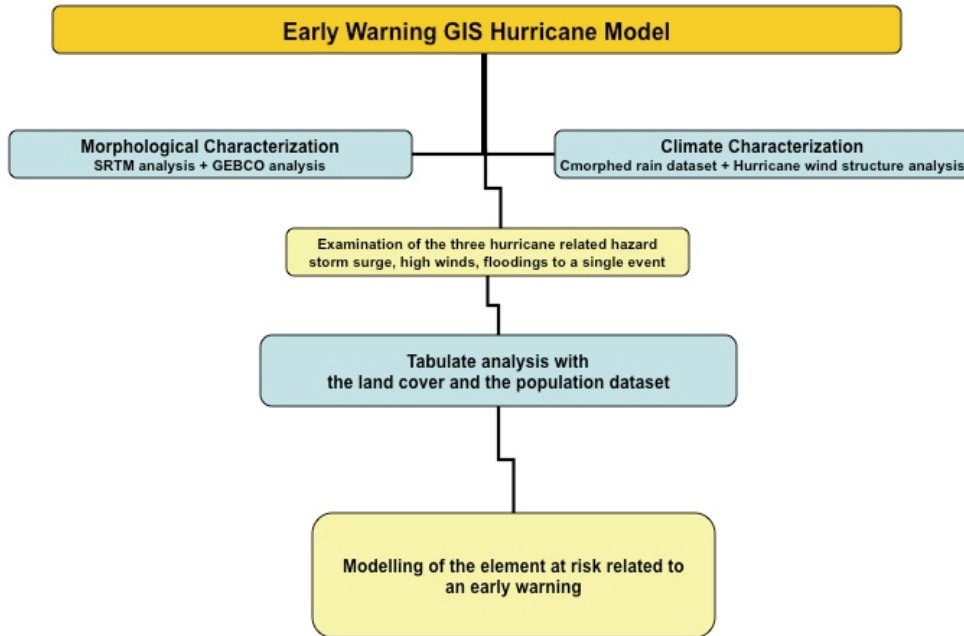 Early Warning GIS Hurricane Model
Morphological Characterization
SRTM analysis + GEBCO analysis
Climate Characterization
Cmorphed rain dataset + Hurricane wind structure analysis
Examination of the three hurricane related hazard
storm surge, high winds, floodings to a single event
Tabulate analysis with
the land cover and the population dataset
Modelling of the element at risk related to
an early warning